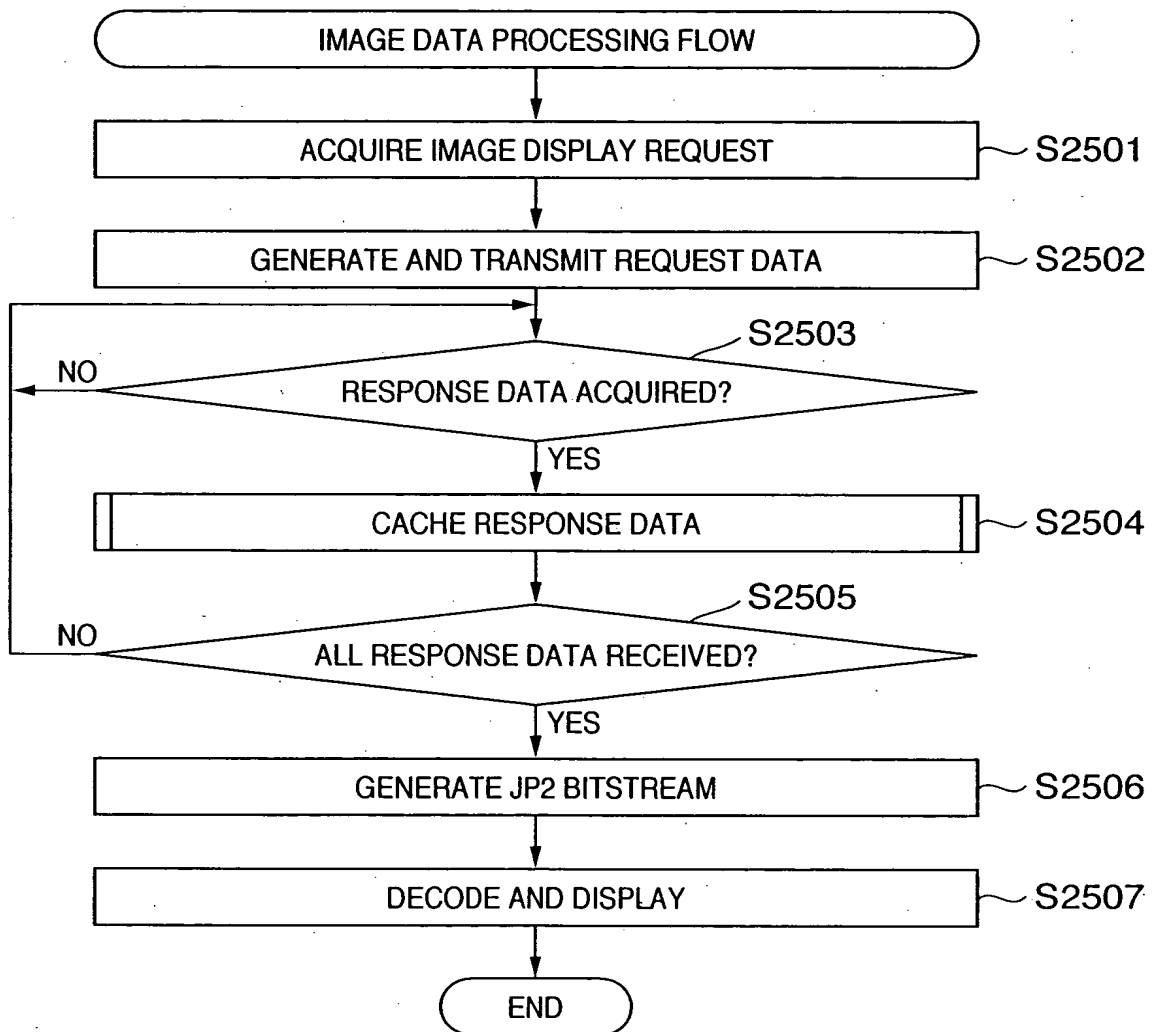 IMAGE DATA PROCESSING FLOW
ACQUIRE IMAGE DISPLAY REQUEST
S2501
GENERATE AND TRANSMIT REQUEST DATA
S2502
S2503
NO
RESPONSE DATA ACQUIRED?
YES
CACHE RESPONSE DATA
S2504
S2505
NO
ALL RESPONSE DATA RECEIVED?
YES
GENERATE JP2 BITSTREAM
S2506
DECODE AND DISPLAY
S2507
END